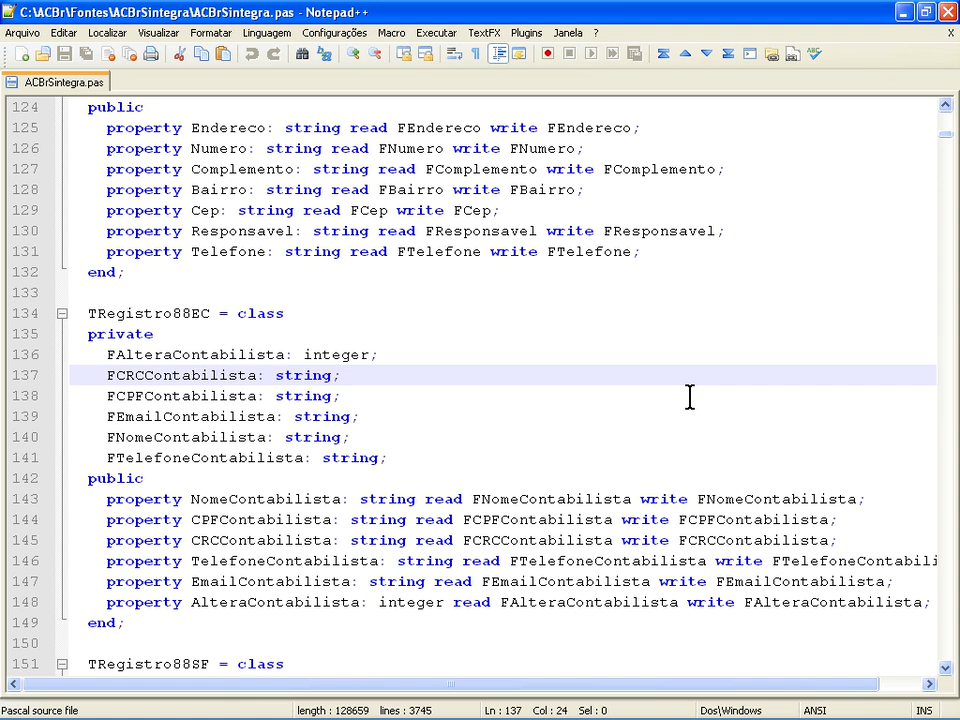 C:\ACBr\Fontes\ACBrSintegra\ACBrSintegra.pas - Notepad++
Arquivo Editar Localizar Visualizar Formatar Linguagem Configurações Macro Executar TextFX Plugins Janela ? X
ACBrSintegra.pas
124 public
125 property Endereco: string read FEndereco write FEndereco;
126 property Numero: string read FNumero write FNumero;
127 property Complemento: string read FComplemento write FComplemento;
128 property Bairro: string read FBairro write FBairro;
129 property Cep: string read FCep write FCep;
130 property Responsavel: string read FResponsavel write FResponsavel;
131 property Telefone: string read FTelefone write FTelefone;
132 end;
133
134 TRegistro88EC = class
135 private
136 FAlteraContabilista: integer;
137 FCRCContabilista: string;
138 FCPFContabilista: string;
139 FEmailContabilista: string;
140 FNomeContabilista: string;
141 FTelefoneContabilista: string;
142 public
143 property NomeContabilista: string read FNomeContabilista write FNomeContabilista;
144 property CPFContabilista: string read FCPFContabilista write FCPFContabilista;
145 property CRCContabilista: string read FCRCContabilista write FCRCContabilista;
146 property TelefoneContabilista: string read FTelefoneContabilista write FTelefoneContabili
147 property EmailContabilista: string read FEmailContabilista write FEmailContabilista;
148 property AlteraContabilista: integer read FAlteraContabilista write FAlteraContabilista;
149 end;
150
151 TRegistro88SF = class
Pascal source file length : 128659 lines : 3745 Ln : 137 Col : 24 Sel : 0 Dos\Windows ANSI INS